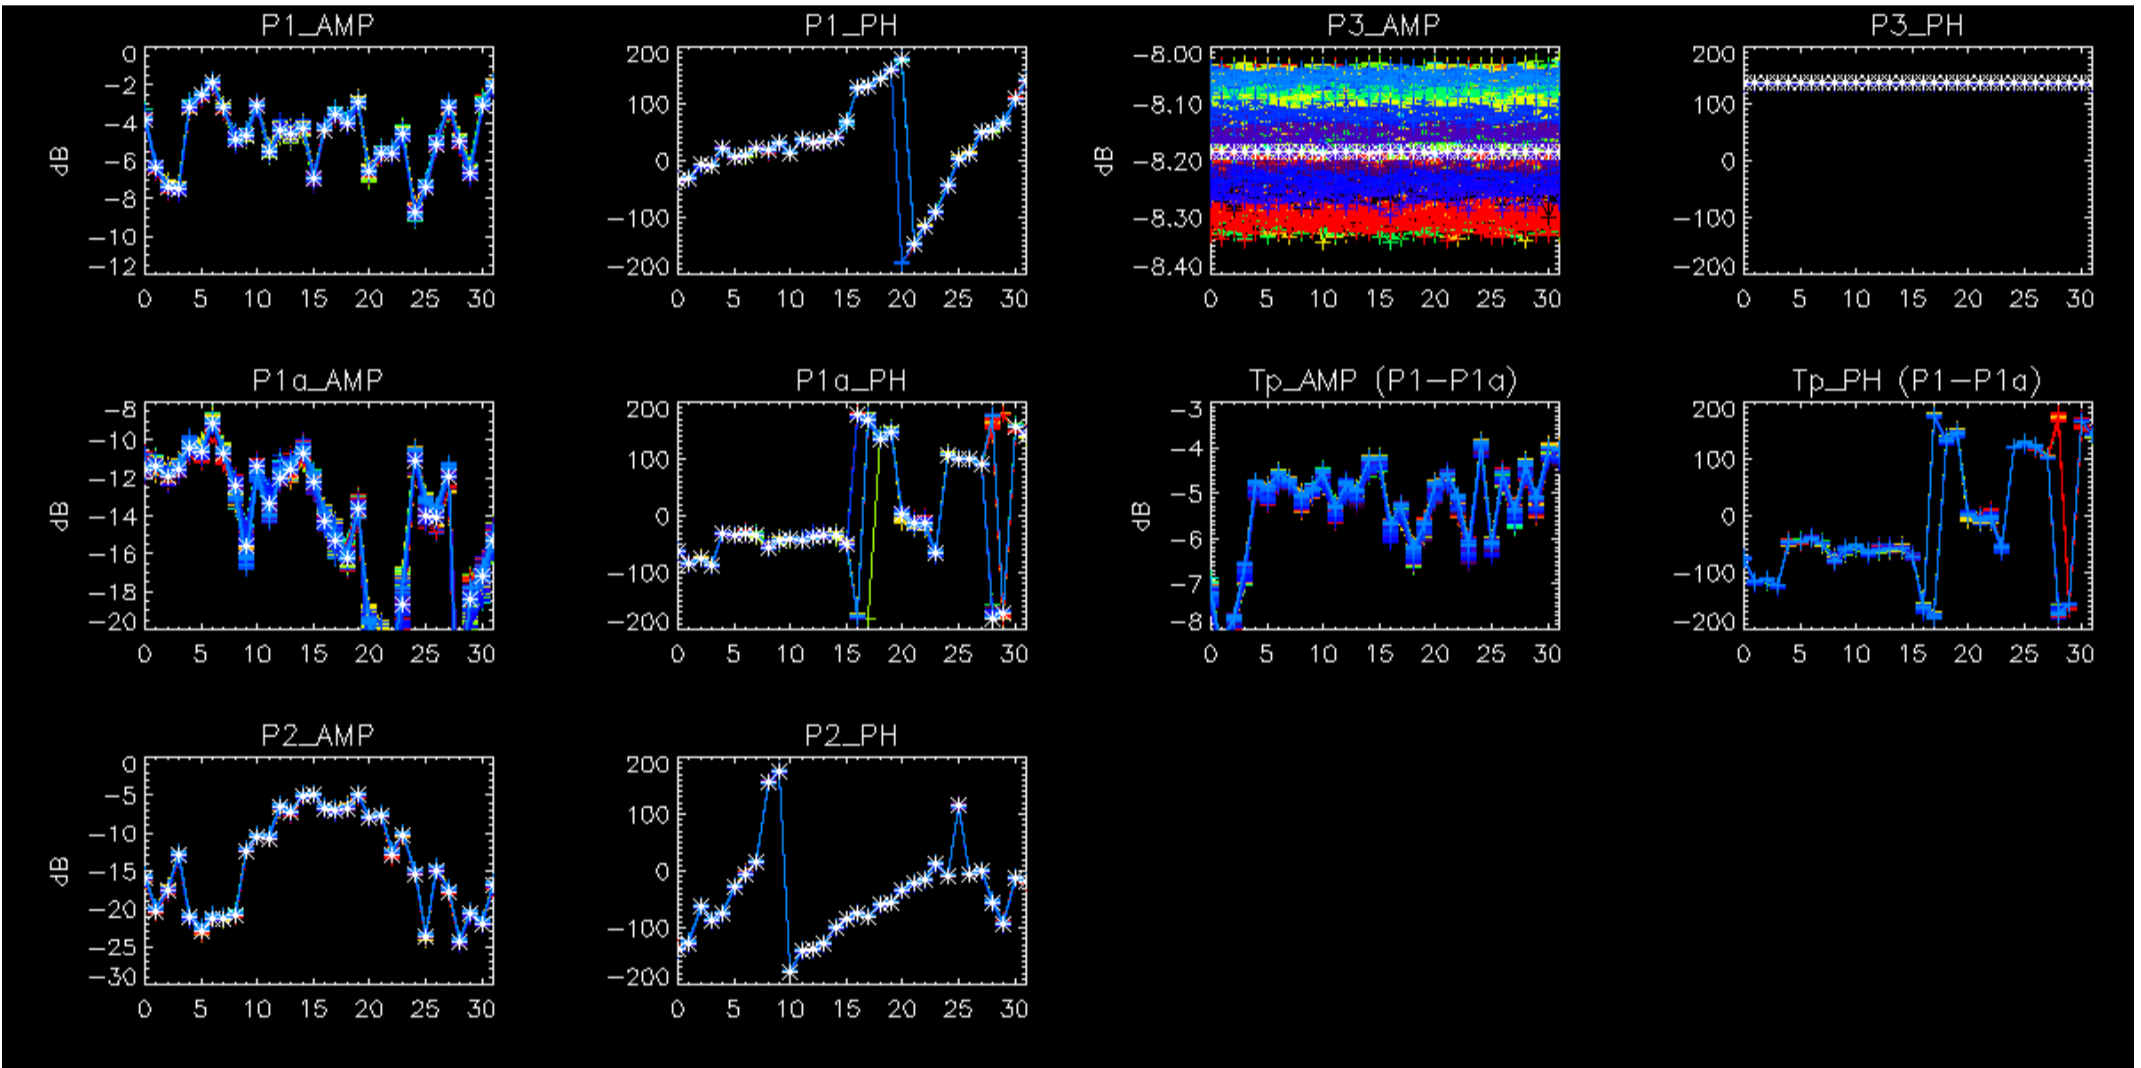 P1_AMP
P1_PH
P3_AMP
P3_PH
dB
0
-2
-4
-6
-8
-10
-12
0 5 10 15 20 25 30
200
100
0
-100
-200
0 5 10 15 20 25 30
dB
-8.00
-8.10
-8.20
-8.30
-8.40
0 5 10 15 20 25 30
200
100
0
-100
-200
0 5 10 15 20 25 30
P1a_AMP
P1a_PH
Tp_AMP (P1-P1a)
Tp_PH (P1-P1a)
dB
-8
-10
-12
-14
-16
-18
-20
0 5 10 15 20 25 30
200
100
0
-100
-200
0 5 10 15 20 25 30
dB
-3
-4
-5
-6
-7
-8
0 5 10 15 20 25 30
200
100
0
-100
-200
0 5 10 15 20 25 30
P2_AMP
P2_PH
dB
0
-5
-10
-15
-20
-25
-30
0 5 10 15 20 25 30
200
100
0
-100
-200
0 5 10 15 20 25 30